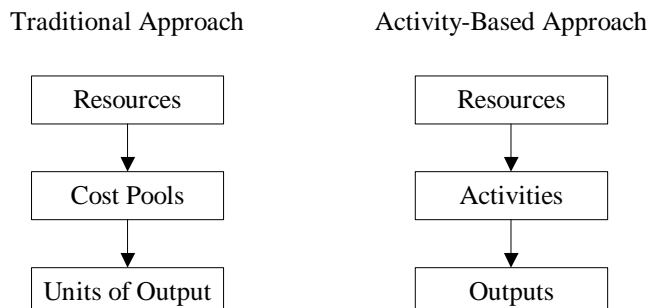 Traditional Approach
Activity-Based Approach
Resources
Resources
Cost Pools
Activities
Units of Output
Outputs